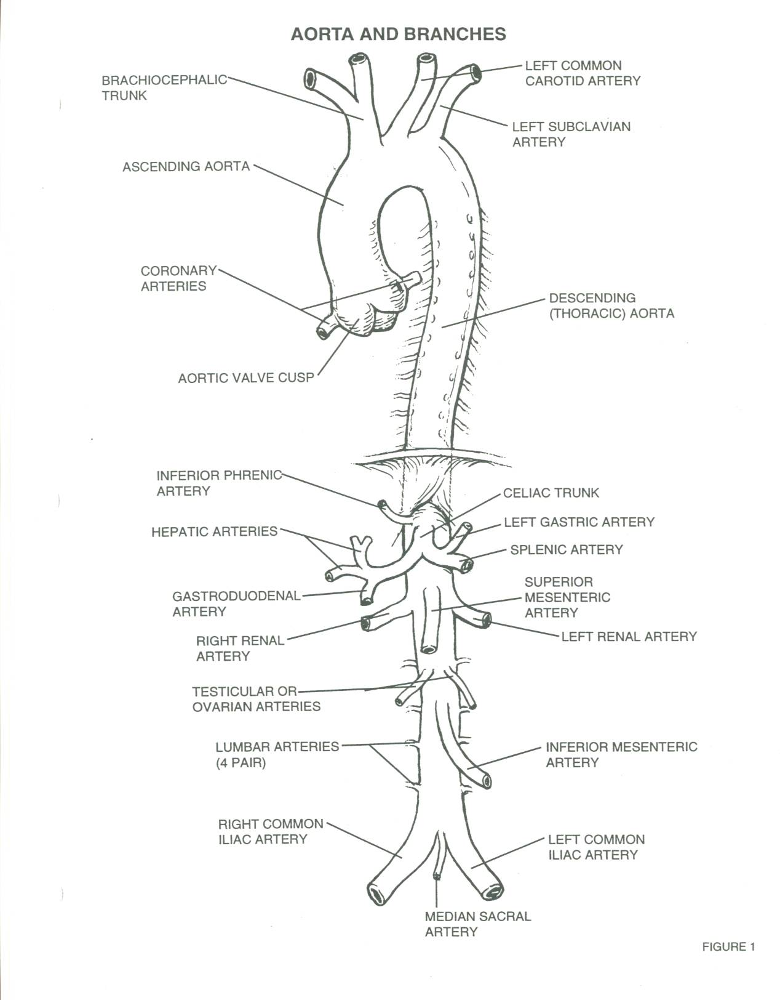 AORTA AND BRANCHES
BRACHIOCEPHALIC
TRUNK
LEFT COMMON
CAROTID ARTERY
LEFT SUBCLAVIAN
ARTERY
ASCENDING AORTA
CORONARY
ARTERIES
DESCENDING
(THORACIC) AORTA
AORTIC VALVE CUSP
INFERIOR PHRENIC
ARTERY
CELIAC TRUNK
LEFT GASTRIC ARTERY
HEPATIC ARTERIES
SPLENIC ARTERY
SUPERIOR
MESENTERIC
ARTERY
GASTRODUODENAL
ARTERY
RIGHT RENAL
ARTERY
LEFT RENAL ARTERY
TESTICULAR OR
OVARIAN ARTERIES
LUMBAR ARTERIES
(4 PAIR)
INFERIOR MESENTERIC
ARTERY
RIGHT COMMON
ILIAC ARTERY
LEFT COMMON
ILIAC ARTERY
MEDIAN SACRAL
ARTERY
FIGURE 1